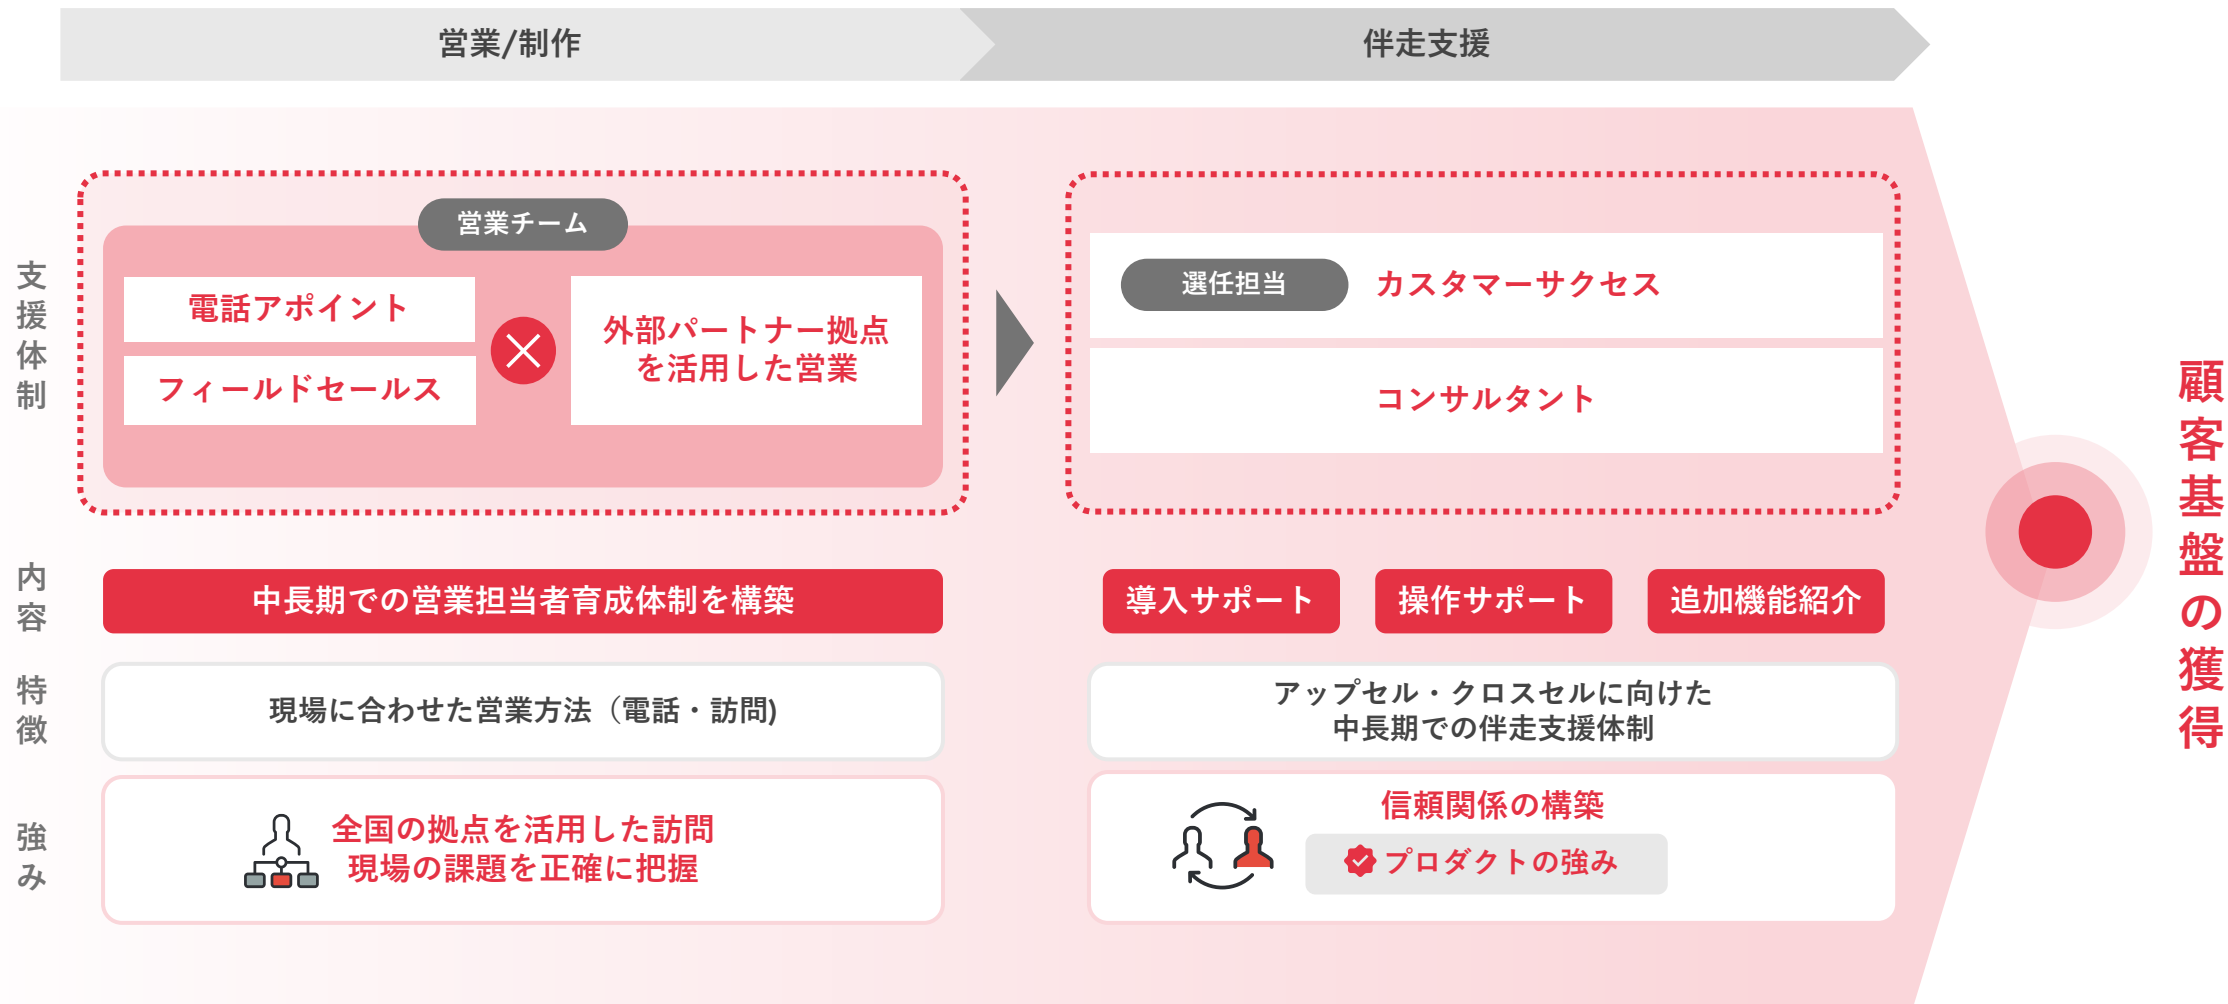 営業/制作
伴走支援
支援体制
営業チーム
電話アポイント
フィールドセールス
外部パートナー拠点
を活用した営業
選任担当
カスタマーサクセス
コンサルタント
内容
中長期での営業担当者育成体制を構築
導入サポート
操作サポート
追加機能紹介
特徴
現場に合わせた営業方法（電話・訪問)
アップセル・クロスセルに向けた
中長期での伴走支援体制
強み
全国の拠点を活用した訪問
現場の課題を正確に把握
信頼関係の構築
プロダクトの強み
顧客基盤の獲得